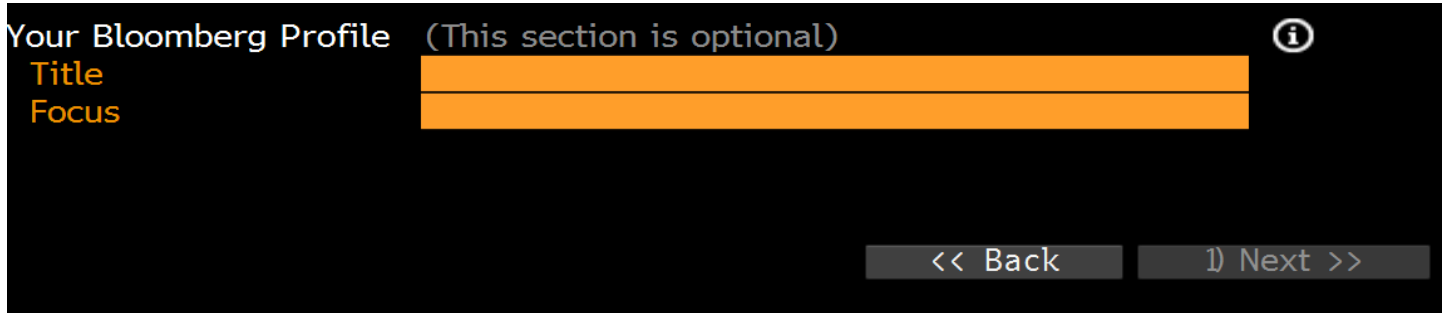 Your Bloomberg Profile (This section is optional)
Title
Focus
<< Back 1) Next >>